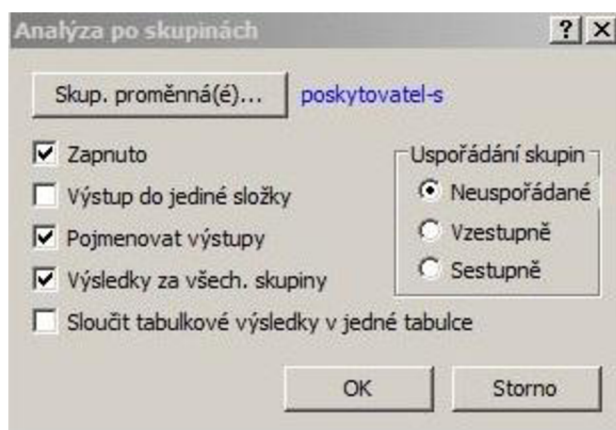 Analýza po skupinách
Skup. proměnná(é)... poskytovatel-s
Zapnuto
Výstup do jediné složky
Pojmenovat výstupy
Výsledky za všech. skupiny
Sloučit tabulkové výsledky v jedné tabulce
Uspořádání skupin
Neuspořádané
Vzestupně
Sestupně
OK
Storno